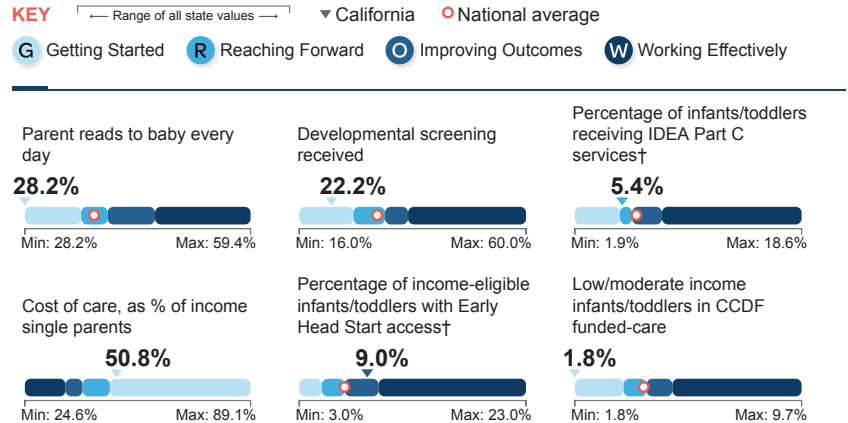 KEY
Range of all state values
California
National average
G Getting Started
R Reaching Forward
O Improving Outcomes
W Working Effectively
Parent reads to baby every
day
28.2%
Min: 28.2% Max: 59.4%
Developmental screening
received
22.2%
Min: 16.0% Max: 60.0%
Percentage of infants/toddlers
receiving IDEA Part C
services†
5.4%
Min: 1.9% Max: 18.6%
Cost of care, as % of income
single parents
50.8%
Min: 24.6% Max: 89.1%
Percentage of income-eligible
infants/toddlers with Early
Head Start access†
9.0%
Min: 3.0% Max: 23.0%
Low/moderate income
infants/toddlers in CCDF
funded-care
1.8%
Min: 1.8% Max: 9.7%